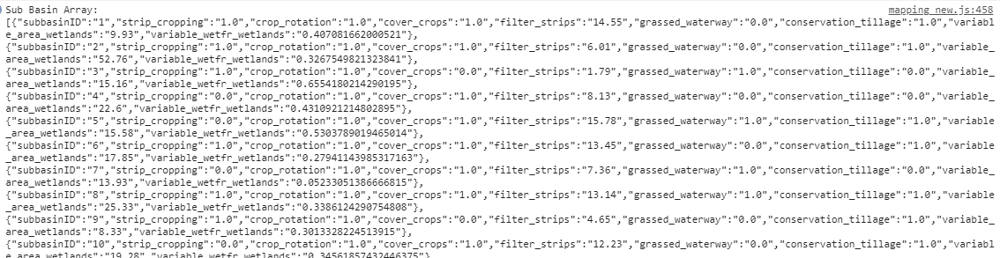 Sub Basin Array: mapping new.js:458
[{"subbasinID":"1","strip_cropping":"1.0","crop_rotation":"1.0","cover_crops":"1.0","filter_strips":"14.55","grassed_waterway":"0.0","conservation_tillage":"1.0","variabl
e_area_wetlands":"9.93","variable_wetfr_wetlands":"0.407081662000521"},
{"subbasinID":"2","strip_cropping":"1.0","crop_rotation":"1.0","cover_crops":"1.0","filter_strips":"6.01","grassed_waterway":"0.0","conservation_tillage":"1.0","variable_
area_wetlands":"52.76","variable_wetfr_wetlands":"0.3267549821323841"},
{"subbasinID":"3","strip_cropping":"1.0","crop_rotation":"1.0","cover_crops":"0.0","filter_strips":"1.79","grassed_waterway":"1.0","conservation_tillage":"0.0","variable_
area_wetlands":"15.16","variable_wetfr_wetlands":"0.6554180214290195"},
{"subbasinID":"4","strip_cropping":"0.0","crop_rotation":"1.0","cover_crops":"1.0","filter_strips":"8.13","grassed_waterway":"0.0","conservation_tillage":"0.0","variable_
area_wetlands":"22.6","variable_wetfr_wetlands":"0.4310921214802895"},
{"subbasinID":"5","strip_cropping":"0.0","crop_rotation":"1.0","cover_crops":"1.0","filter_strips":"15.78","grassed_waterway":"1.0","conservation_tillage":"1.0","variable
_area_wetlands":"15.58","variable_wetfr_wetlands":"0.5303789019465014"},
{"subbasinID":"6","strip_cropping":"1.0","crop_rotation":"1.0","cover_crops":"1.0","filter_strips":"13.45","grassed_waterway":"0.0","conservation_tillage":"1.0","variable
_area_wetlands":"17.85","variable_wetfr_wetlands":"0.27941143985317163"},
{"subbasinID":"7","strip_cropping":"0.0","crop_rotation":"1.0","cover_crops":"1.0","filter_strips":"7.36","grassed_waterway":"1.0","conservation_tillage":"0.0","variable_
area_wetlands":"13.93","variable_wetfr_wetlands":"0.05233051386666815"},
{"subbasinID":"8","strip_cropping":"1.0","crop_rotation":"1.0","cover_crops":"1.0","filter_strips":"13.14","grassed_waterway":"1.0","conservation_tillage":"1.0","variable
_area_wetlands":"25.33","variable_wetfr_wetlands":"0.3386124290754808"},
{"subbasinID":"9","strip_cropping":"1.0","crop_rotation":"1.0","cover_crops":"0.0","filter_strips":"4.65","grassed_waterway":"0.0","conservation_tillage":"1.0","variable_
area_wetlands":"8.33","variable_wetfr_wetlands":"0.3013328224513915"},
{"subbasinID":"10","strip_cropping":"0.0","crop_rotation":"1.0","cover_crops":"1.0","filter_strips":"12.23","grassed_waterway":"0.0","conservation_tillage":"1.0","variabl
e_area_wetlands":"19.28","variable_wetfr_wetlands":"0.34561857432446375"}